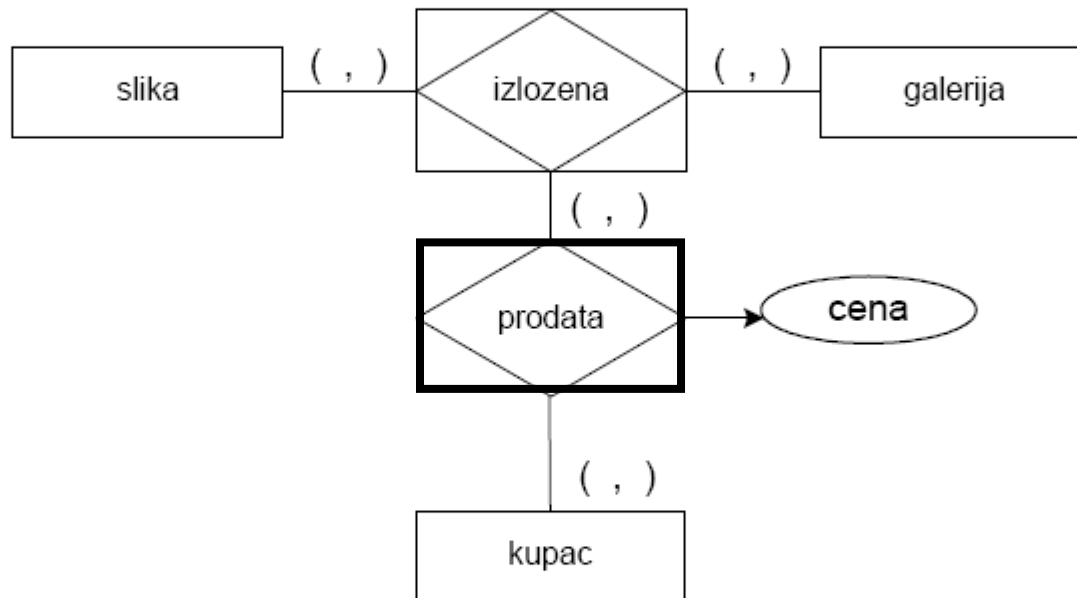 slika
( , )
izlozena
( , )
galerija
( , )
prodata
cena
( , )
kupac